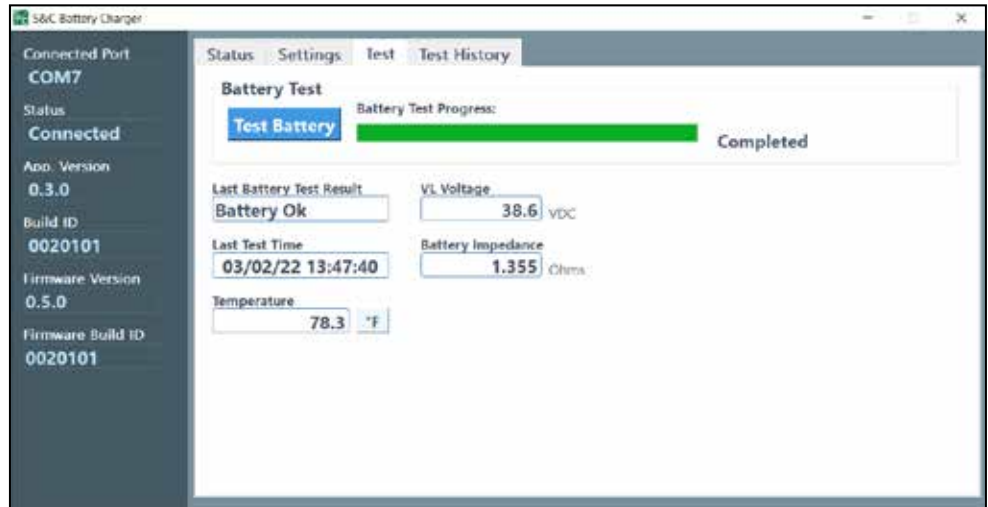 S&C Battery Charger
Connected Port
COM7
Status
Connected
App. Version
0.3.0
Build ID
0020101
Firmware Version
0.5.0
Firmware Build ID
0020101
Status Settings Test Test History
Battery Test
Test Battery
Battery Test Progress:
Completed
Last Battery Test Result
Battery Ok
VL Voltage
38.6 VDC
Last Test Time
03/02/22 13:47:40
Battery Impedance
1.355 Ohms
Temperature
78.3 °F